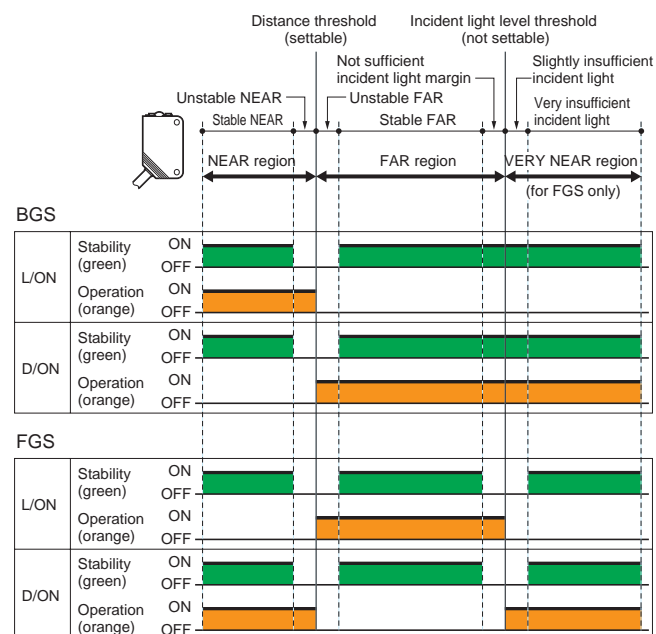 Distance threshold
(settable)
Incident light level threshold
(not settable)
Not sufficient
incident light margin
Slightly insufficient
incident light
Unstable NEAR
Unstable FAR
Very insufficient
incident light
Stable NEAR
Stable FAR
NEAR region
FAR region
VERY NEAR region
(for FGS only)
BGS
L/ON
Stability
(green)
ON
OFF
Operation
(orange)
ON
OFF
D/ON
Stability
(green)
ON
OFF
Operation
(orange)
ON
OFF
FGS
L/ON
Stability
(green)
ON
OFF
Operation
(orange)
ON
OFF
D/ON
Stability
(green)
ON
OFF
Operation
(orange)
ON
OFF